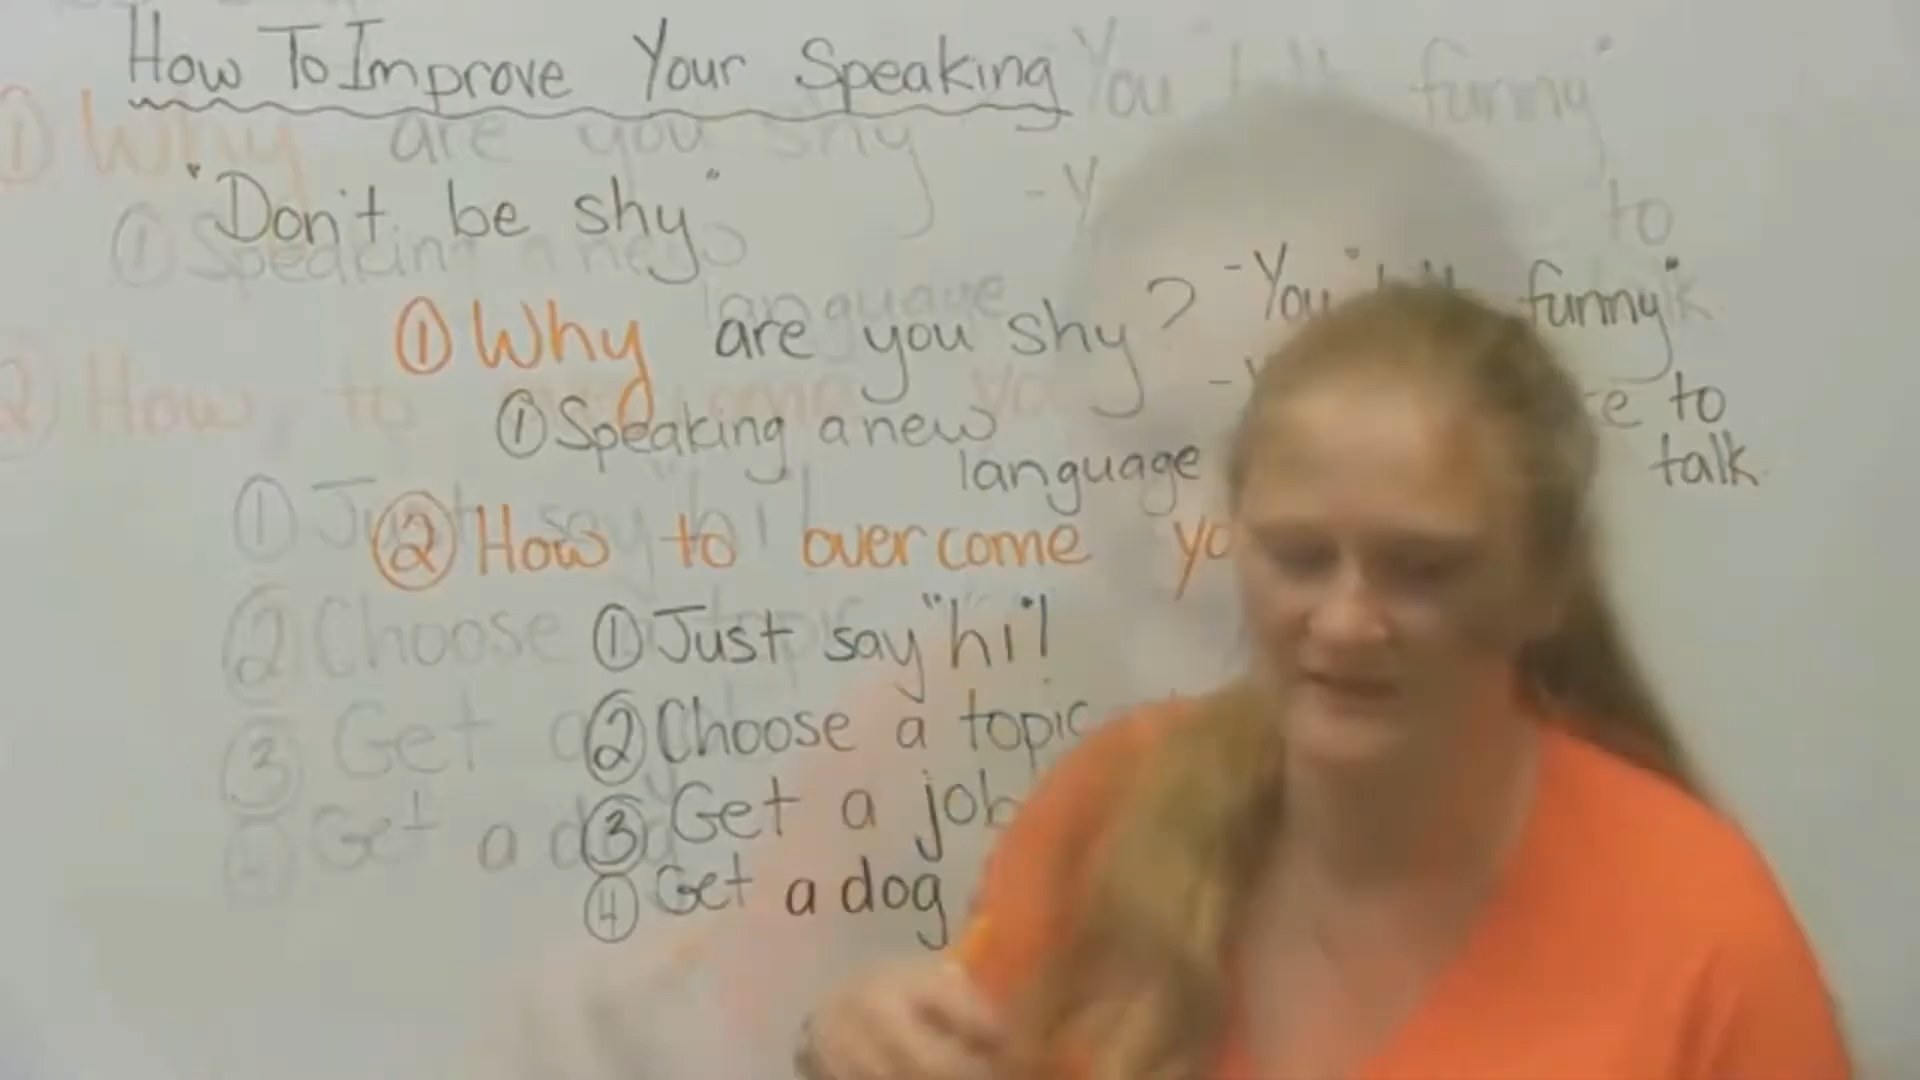 How To Improve Your Speaking
"Don't be shy"
① Why are you shy? - You funny"
① Speaking a new - to
language talk.
② How to overcome
① Just say "hi"!
② Choose a topic
③ Get a job
④ Get a dog